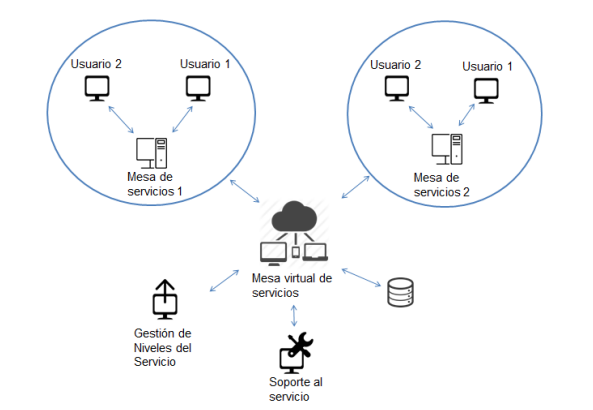 Usuario 2
Usuario 1
Mesa de
servicios 1
Usuario 2
Usuario 1
Mesa de
servicios 2
Mesa virtual de
servicios
Gestión de
Niveles del
Servicio
Soporte al
servicio